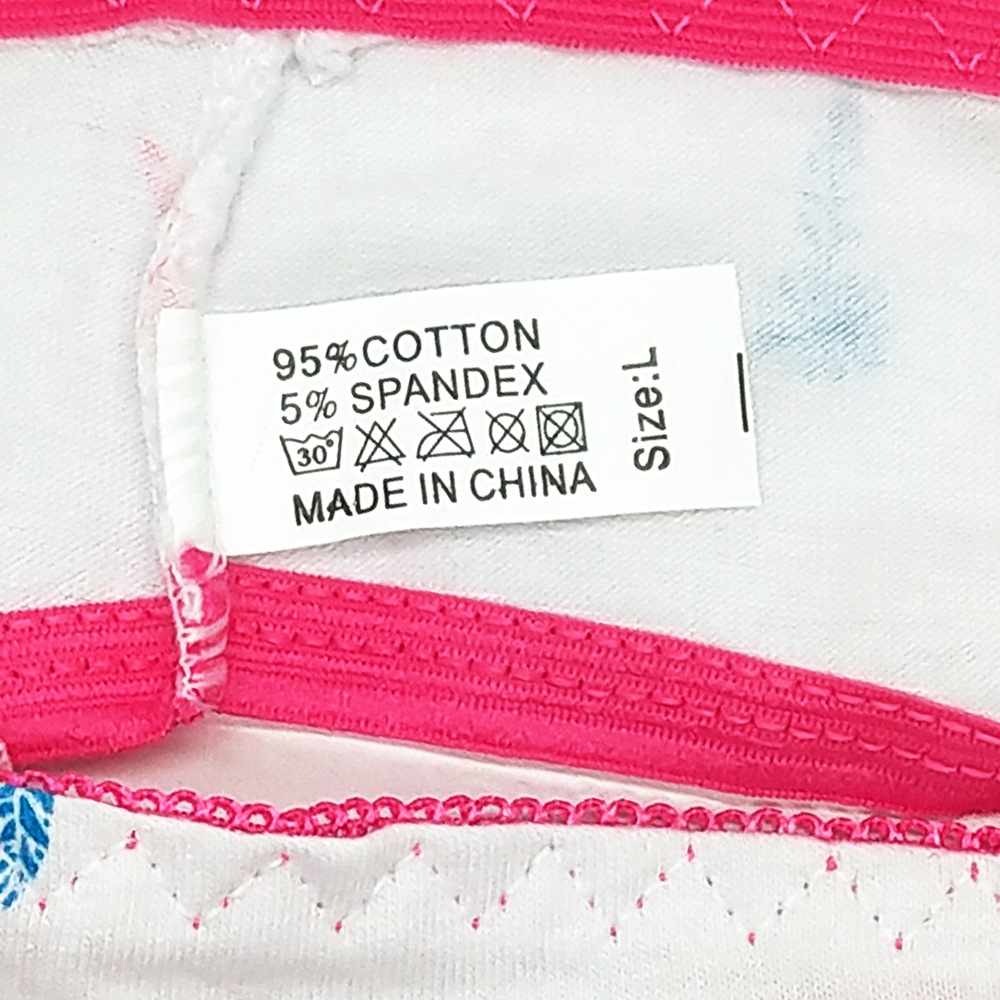 95%COTTON
5% SPANDEX
30°
MADE IN CHINA
Size:L